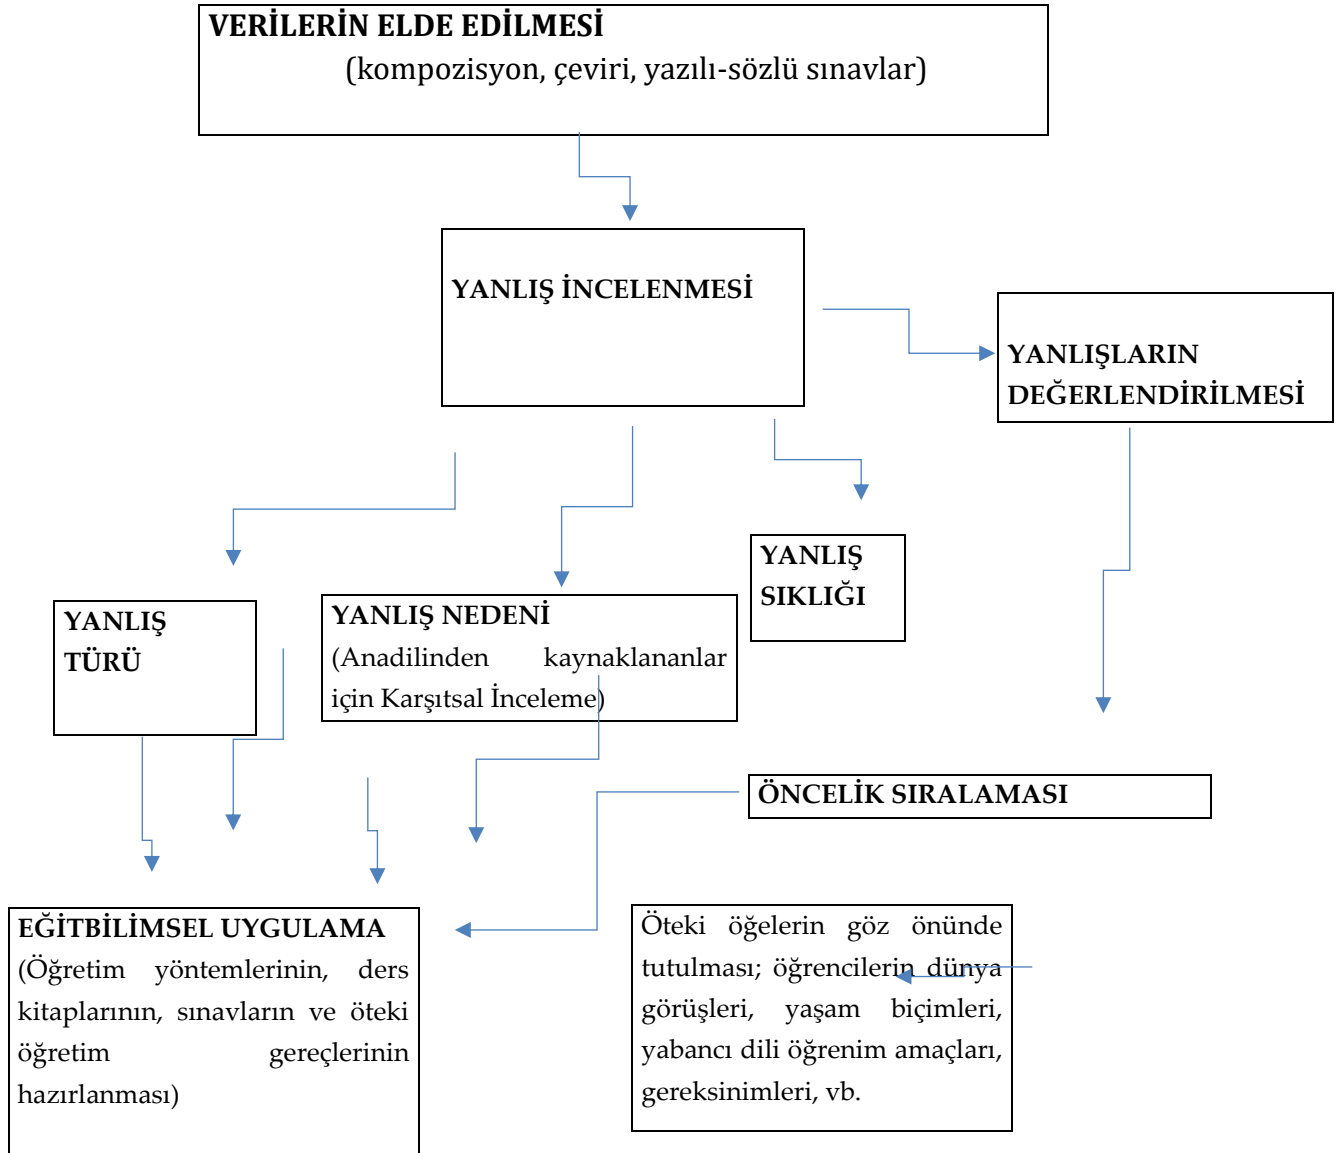 VERİLERİN ELDE EDİLMESİ
(kompozisyon, çeviri, yazılı-sözlü sınavlar)
YANLIŞ İNCELENMESİ
YANLIŞLARIN
DEĞERLENDİRİLMESİ
YANLIŞ
SIKLIĞI
YANLIŞ
TÜRÜ
YANLIŞ NEDENİ
(Anadilinden kaynaklananlar
için Karşıtsal İnceleme)
ÖNCELİK SIRALAMASI
EĞİTBİLİMSEL UYGULAMA
(Öğretim yöntemlerinin, ders
kitaplarının, sınavların ve öteki
öğretim gereçlerinin
hazırlanması)
Öteki öğelerin göz önünde
tutulması; öğrencilerin dünya
görüşleri, yaşam biçimleri,
yabancı dili öğrenim amaçları,
gereksinimleri, vb.